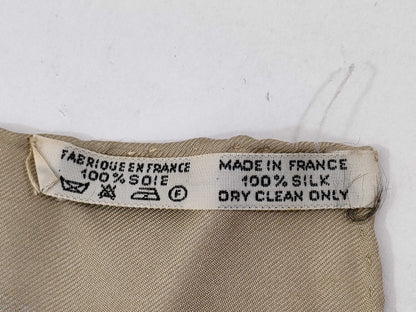 FABRIQUE EN FRANCE
100% SOIE
F
MADE IN FRANCE
100% SILK
DRY CLEAN ONLY